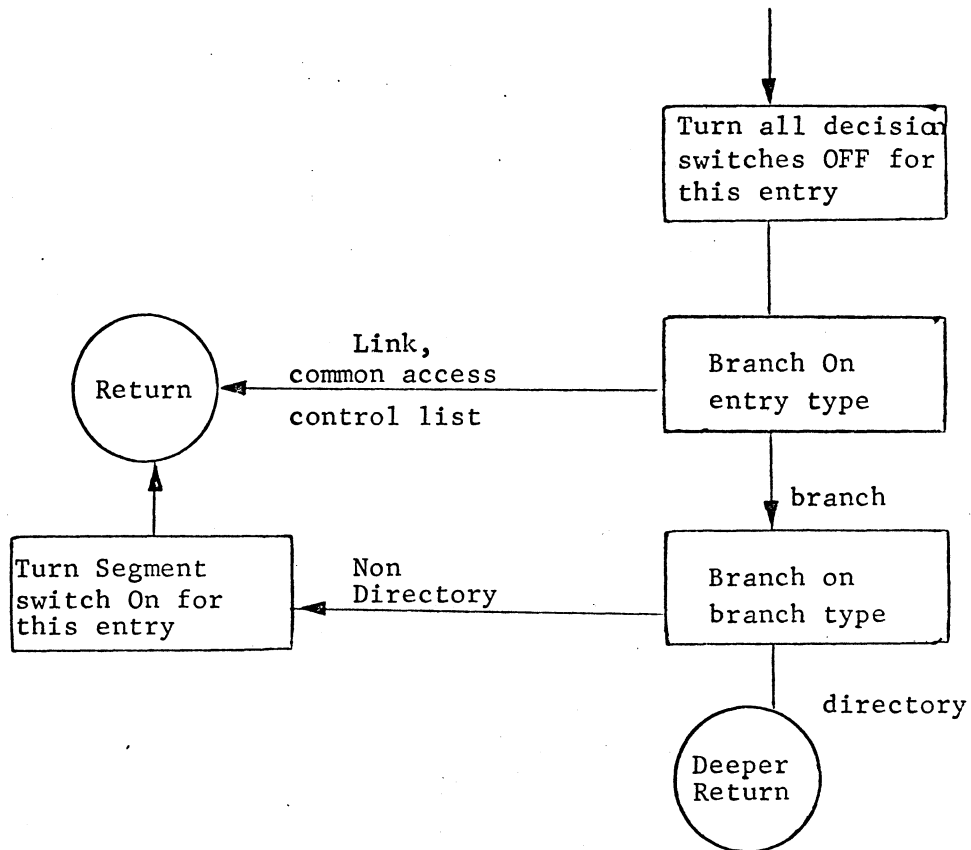 Turn all decision
switches OFF for
this entry
Link,
common access
control list
Return
Branch On
entry type
branch
Turn Segment
switch On for
this entry
Non
Directory
Branch on
branch type
directory
Deeper
Return